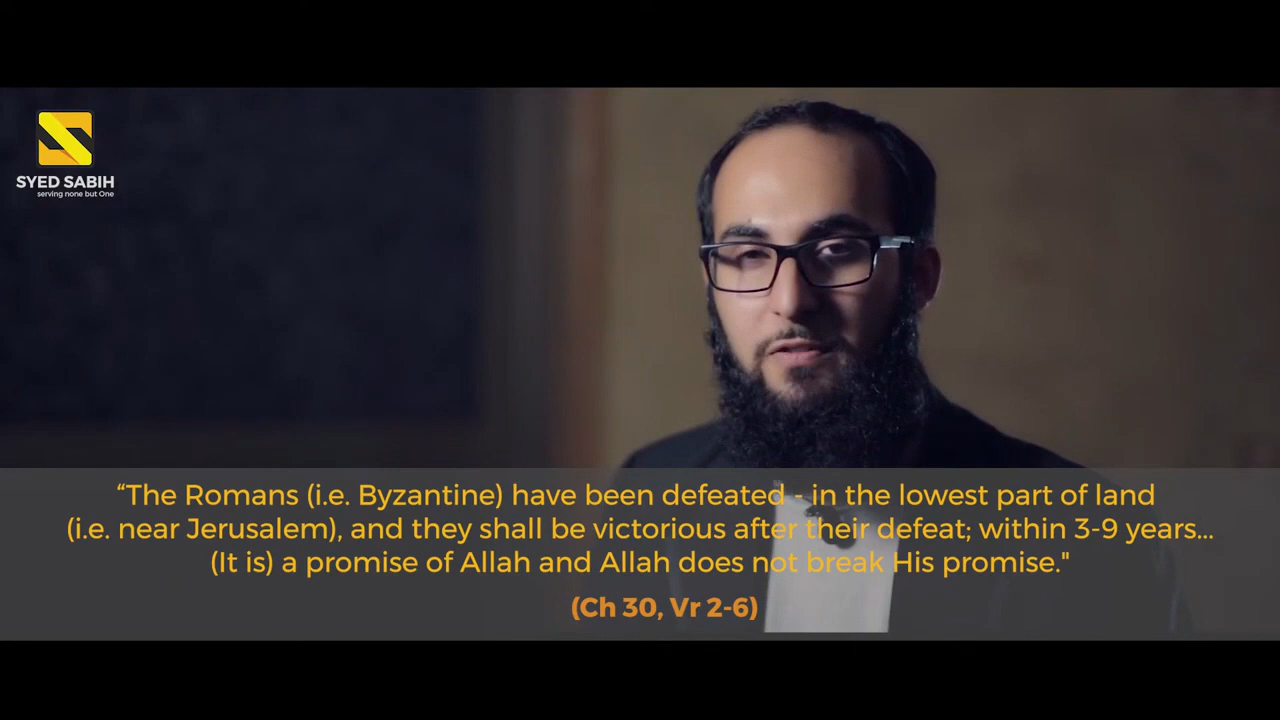 SYED SABIH
serving none but One
“The Romans (i.e. Byzantine) have been defeated - in the lowest part of land
(i.e. near Jerusalem), and they shall be victorious after their defeat; within 3-9 years...
(It is) a promise of Allah and Allah does not break His promise."
(Ch 30, Vr 2-6)